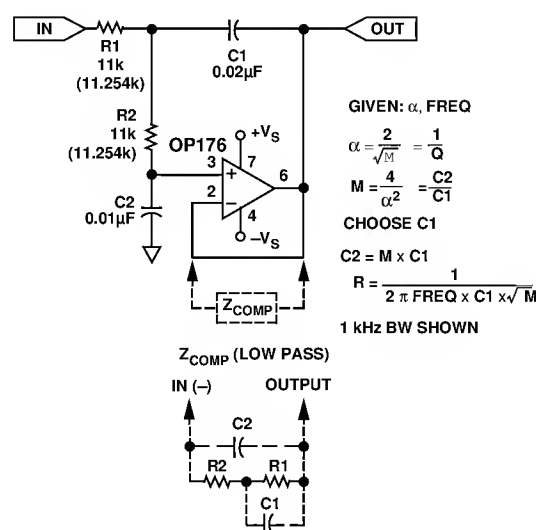 IN
R1
11k
(11.254k)
C1
0.02µF
OUT
R2
11k
(11.254k)
OP176
+VS
3
7
6
2
4
+
–
–VS
C2
0.01µF
ZCOMP
GIVEN: α, FREQ
α = 2/√M = 1/Q
M = 4/α² = C2/C1
CHOOSE C1
C2 = M x C1
R = 1/2 π FREQ x C1 x √M
1 kHz BW SHOWN
ZCOMP (LOW PASS)
IN (–)
OUTPUT
C2
R2
R1
C1